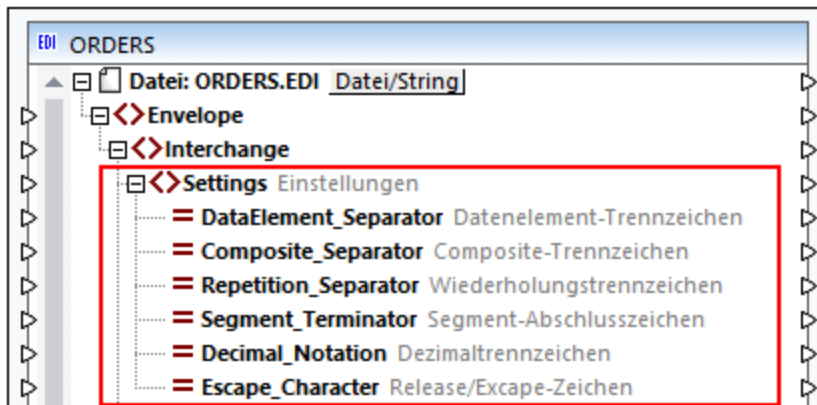 EDI ORDERS
Datei: ORDERS.EDI Datei/String
Envelope
Interchange
Settings Einstellungen
DataElement_Separator Datenelement-Trennzeichen
Composite_Separator Composite-Trennzeichen
Repetition_Separator Wiederholungstrennzeichen
Segment_Terminator Segment-Abschlusszeichen
Decimal_Notation Dezimaltrennzeichen
Escape_Character Release/Excape-Zeichen